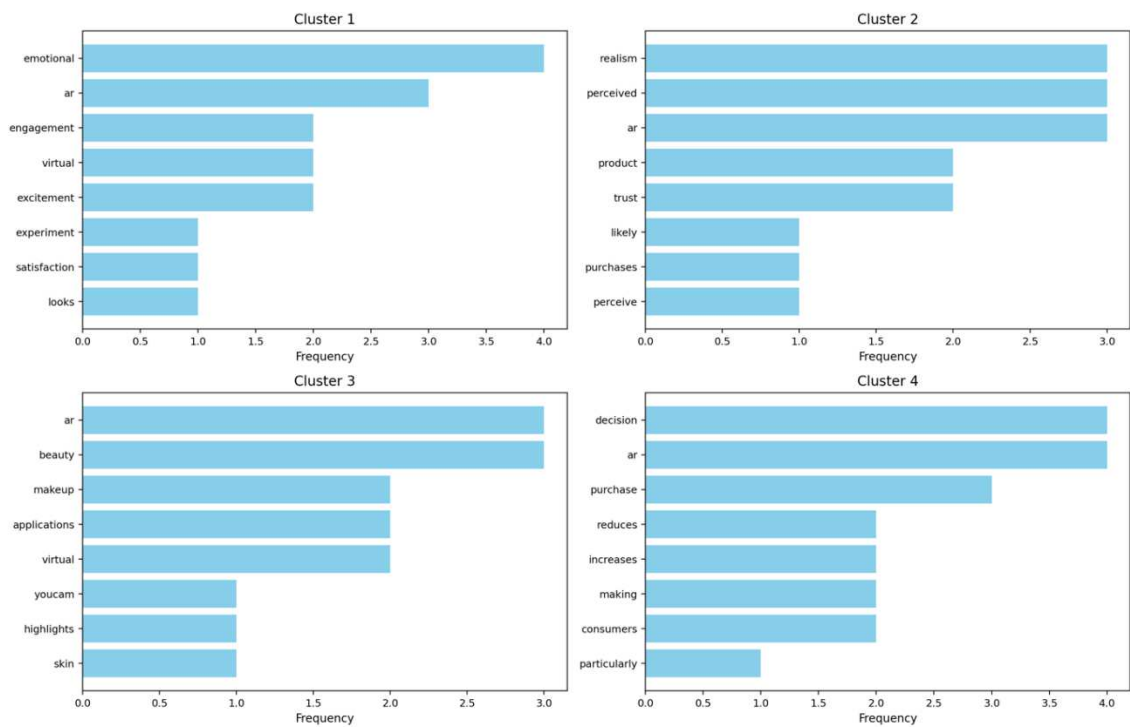 Cluster 1
emotional
ar
engagement
virtual
excitement
experiment
satisfaction
looks
0.0 0.5 1.0 1.5 2.0 2.5 3.0 3.5 4.0
Frequency
Cluster 2
realism
perceived
ar
product
trust
likely
purchases
perceive
0.0 0.5 1.0 1.5 2.0 2.5 3.0
Frequency
Cluster 3
ar
beauty
makeup
applications
virtual
youcam
highlights
skin
0.0 0.5 1.0 1.5 2.0 2.5 3.0
Frequency
Cluster 4
decision
ar
purchase
reduces
increases
making
consumers
particularly
0.0 0.5 1.0 1.5 2.0 2.5 3.0 3.5 4.0
Frequency